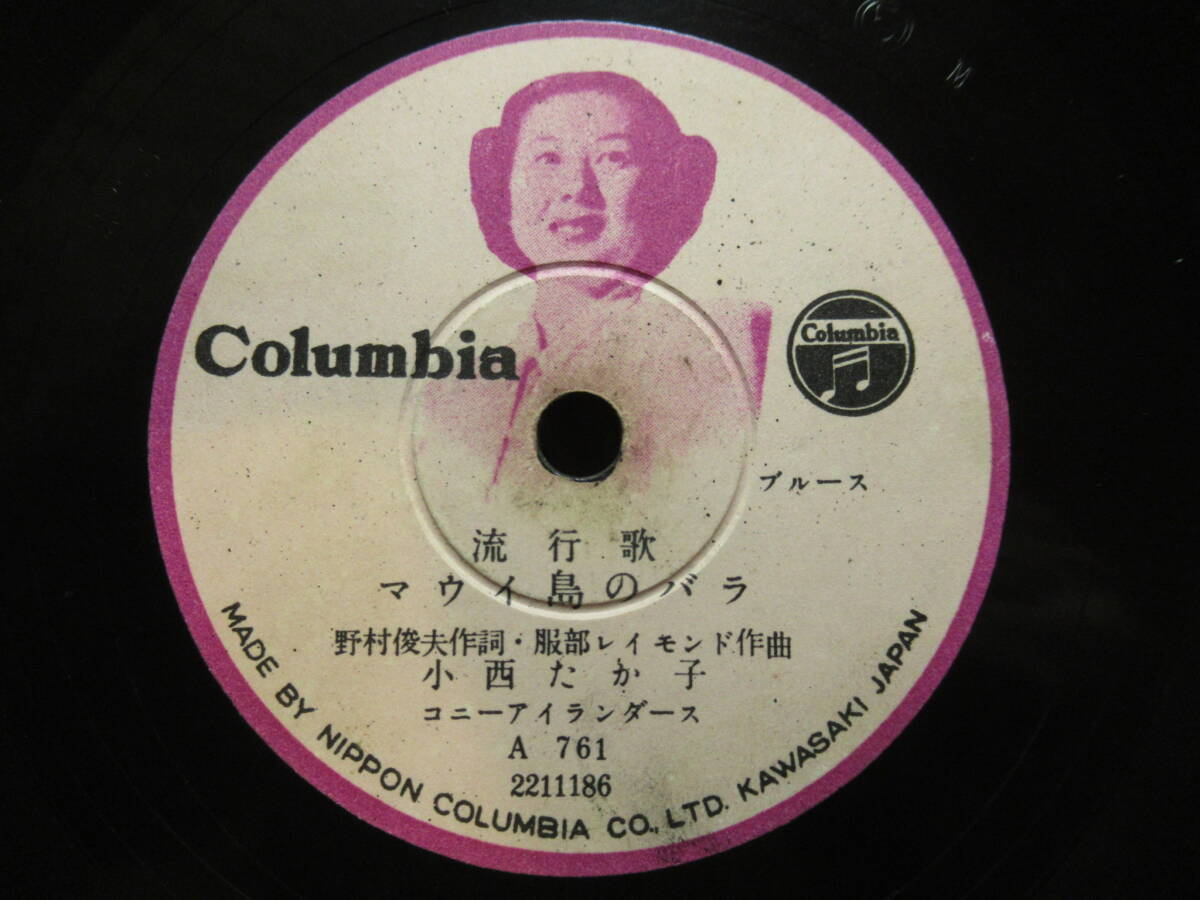 M
Columbia
Columbia
ブルース
流行歌
マウイ島のバラ
野村俊夫作詞・服部レイモンド作曲
小西たか子
コニーアイランダース
A 761
2211186
MADE BY NIPPON COLUMBIA CO., LTD. KAWASAKI JAPAN